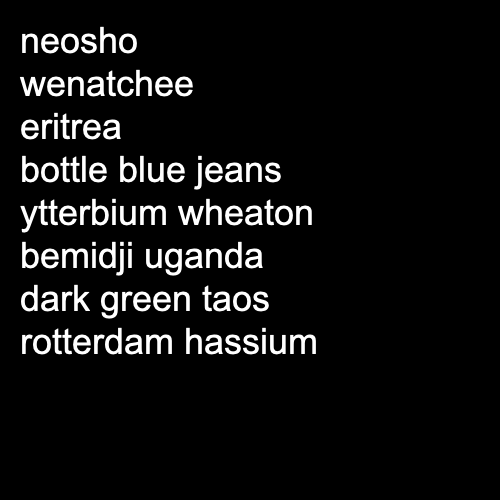 neosho
wenatchee
eritrea
bottle blue jeans
ytterbium wheaton
bemidji uganda
dark green taos
rotterdam hassium